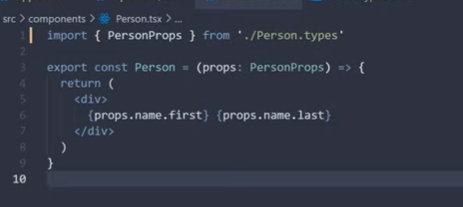 src > components > Person.tsx > ...
1 import { PersonProps } from './Person.types'
2
3 export const Person = (props: PersonProps) => {
4 return (
5 <div>
6 {props.name.first} {props.name.last}
7 </div>
8 )
9 }
10